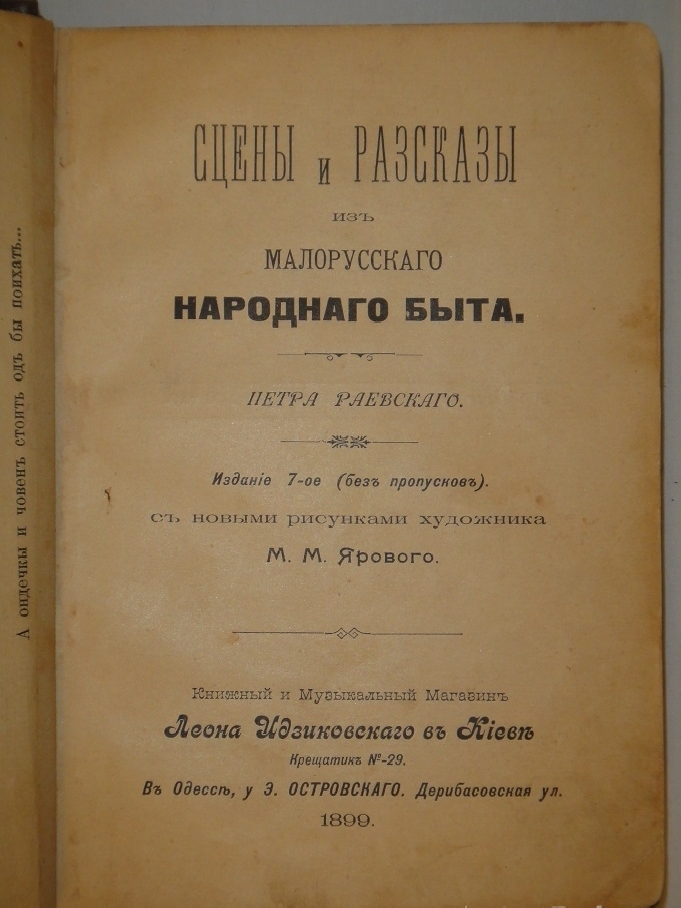 А ондечкы и човенъ стоить одъ бы поихать...
СЦЕНЫ и РАЗСКАЗЫ
изъ
МАЛОРУССКАГО
НАРОДНАГО БЫТА.
ПЕТРА РАЕВСКАГО.
Изданіе 7-ое (безъ пропусковъ).
съ новыми рисунками художника
М. М. Ярового.
Книжный и Музыкальный Магазинъ
Леона Идзиковскаго въ Кіевѣ
Крещатикъ №-29.
Въ Одессѣ, у Э. ОСТРОВСКАГО. Дерибасовская ул.
1899.